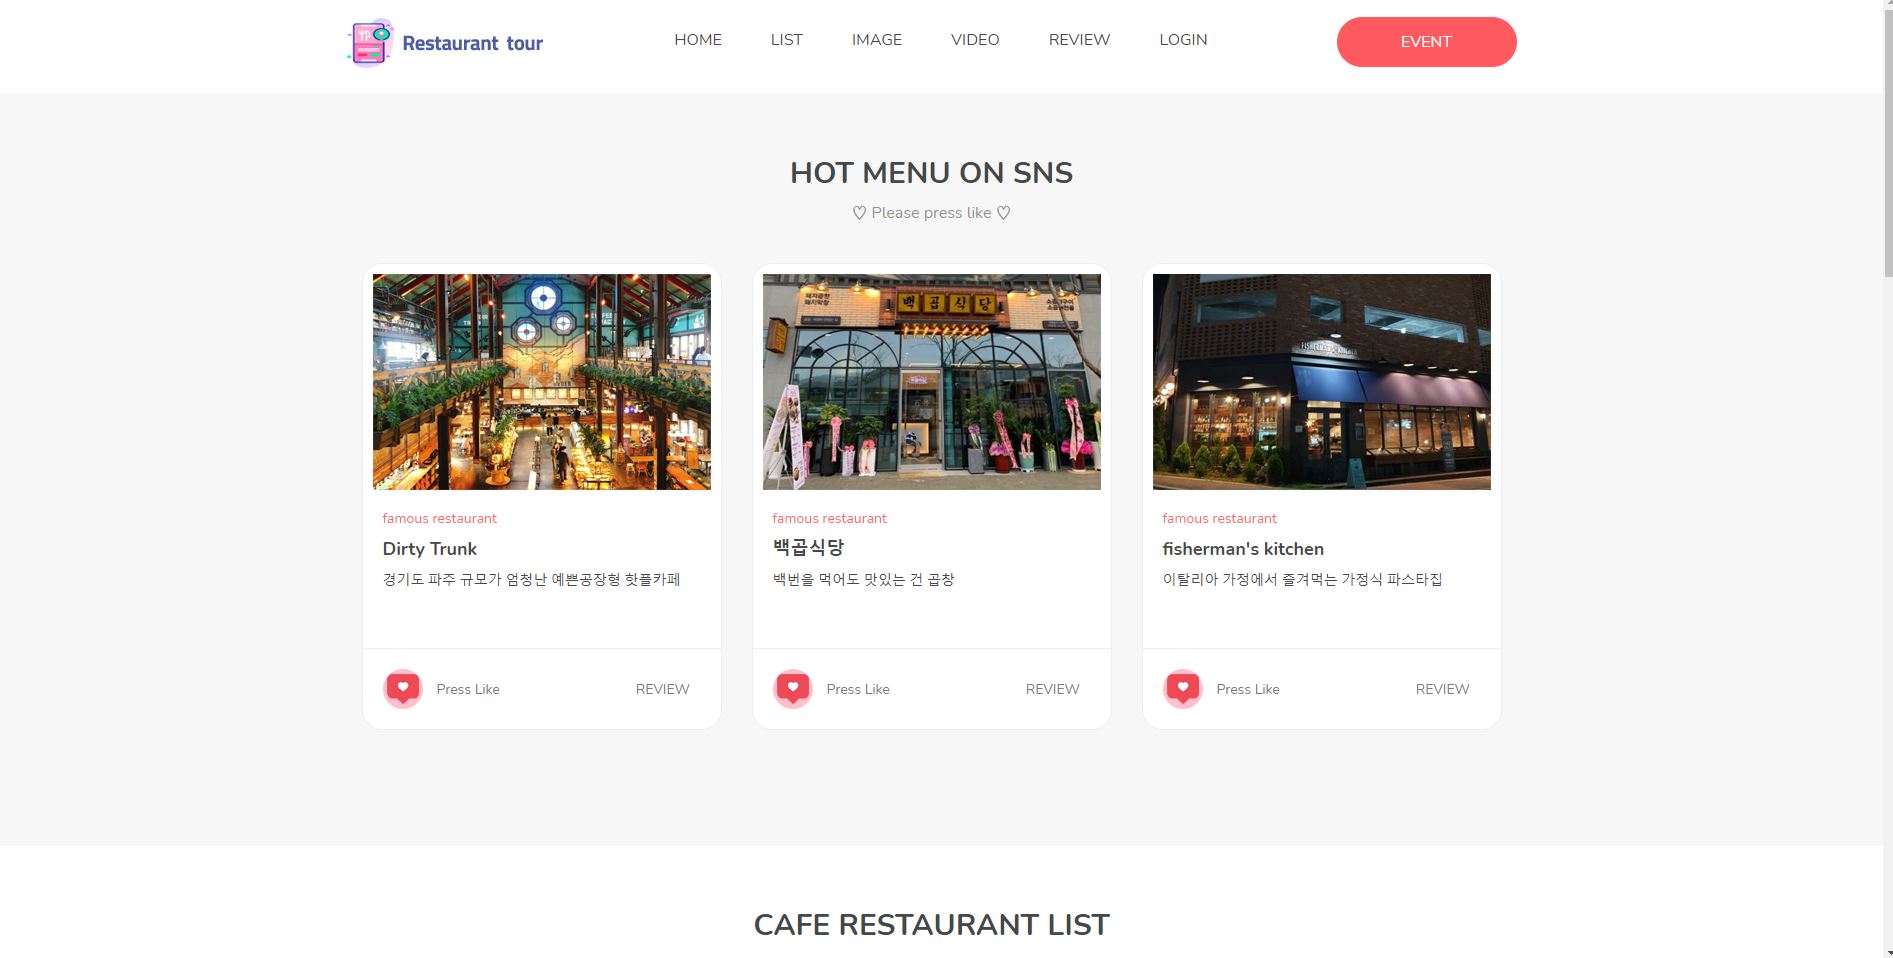 Restaurant tour
HOME LIST IMAGE VIDEO REVIEW LOGIN
EVENT
HOT MENU ON SNS
♡ Please press like ♡
백곱식당
FISHERMAN'S KITCHEN
famous restaurant
Dirty Trunk
경기도 파주 규모가 엄청난 예쁜공장형 핫플카페
Press Like REVIEW
famous restaurant
백곱식당
백번을 먹어도 맛있는 건 곱창
Press Like REVIEW
famous restaurant
fisherman's kitchen
이탈리아 가정에서 즐겨먹는 가정식 파스타집
Press Like REVIEW
CAFE RESTAURANT LIST